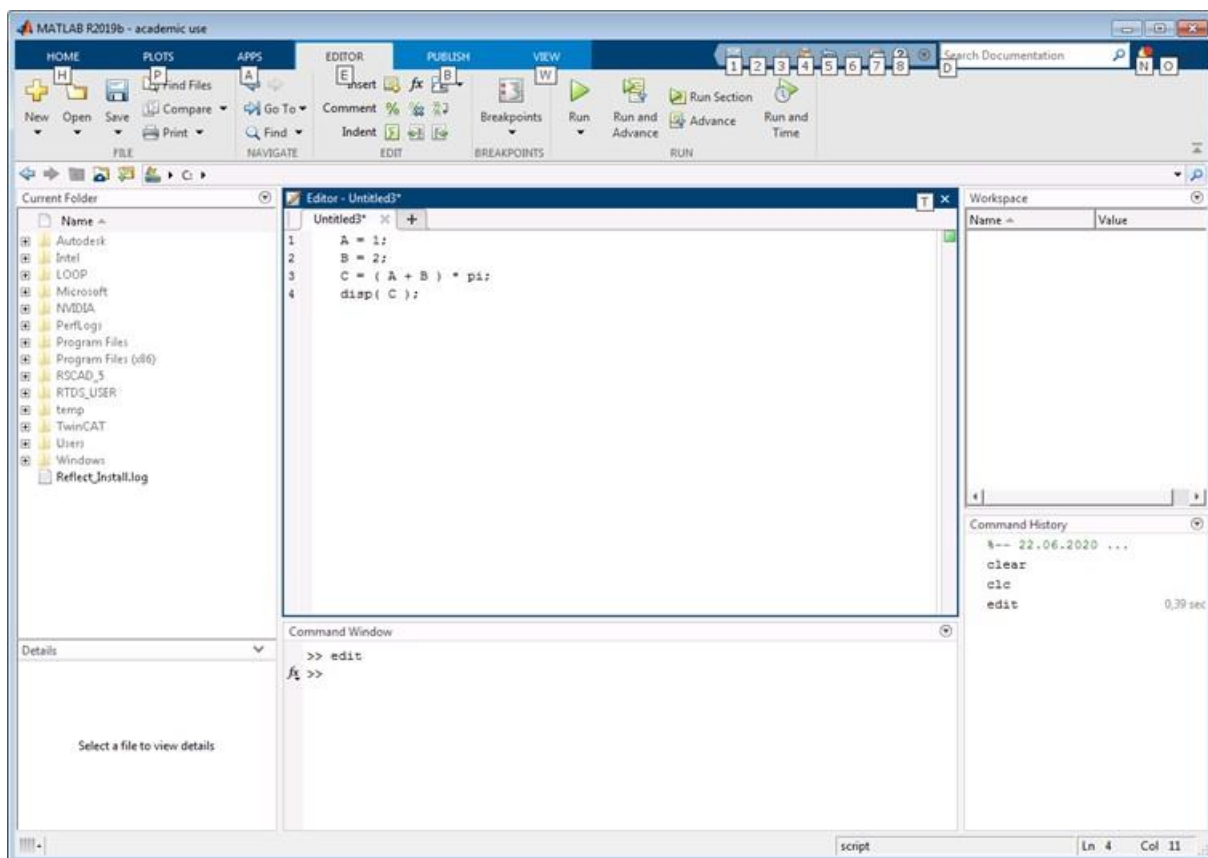 MATLAB R2019b - academic use
HOME PLOTS APPS EDITOR PUBLISH VIEW Search Documentation
H P A E B W 1 2 3 4 5 6 7 8 D N O
Find Files Insert fx
New Open Save Compare Go To Comment % Breakpoints Run Run and Advance Run Section Advance Run and Time
Print Find Indent
FILE NAVIGATE EDIT BREAKPOINTS RUN
C:
Current Folder
Name
Autodesk
Intel
LOOP
Microsoft
NVIDIA
PerfLogs
Program Files
Program Files (x86)
RSCAD_5
RTDS_USER
temp
TwinCAT
Users
Windows
Reflect_Install.log
Details
Select a file to view details
Editor - Untitled3* T
Untitled3* +
1 A = 1;
2 B = 2;
3 C = ( A + B ) * pi;
4 disp( C );
Command Window
>> edit
fx >>
Workspace
Name Value
Command History
%-- 22.06.2020 ...
clear
clc
edit 0,39 sec
script Ln 4 Col 11